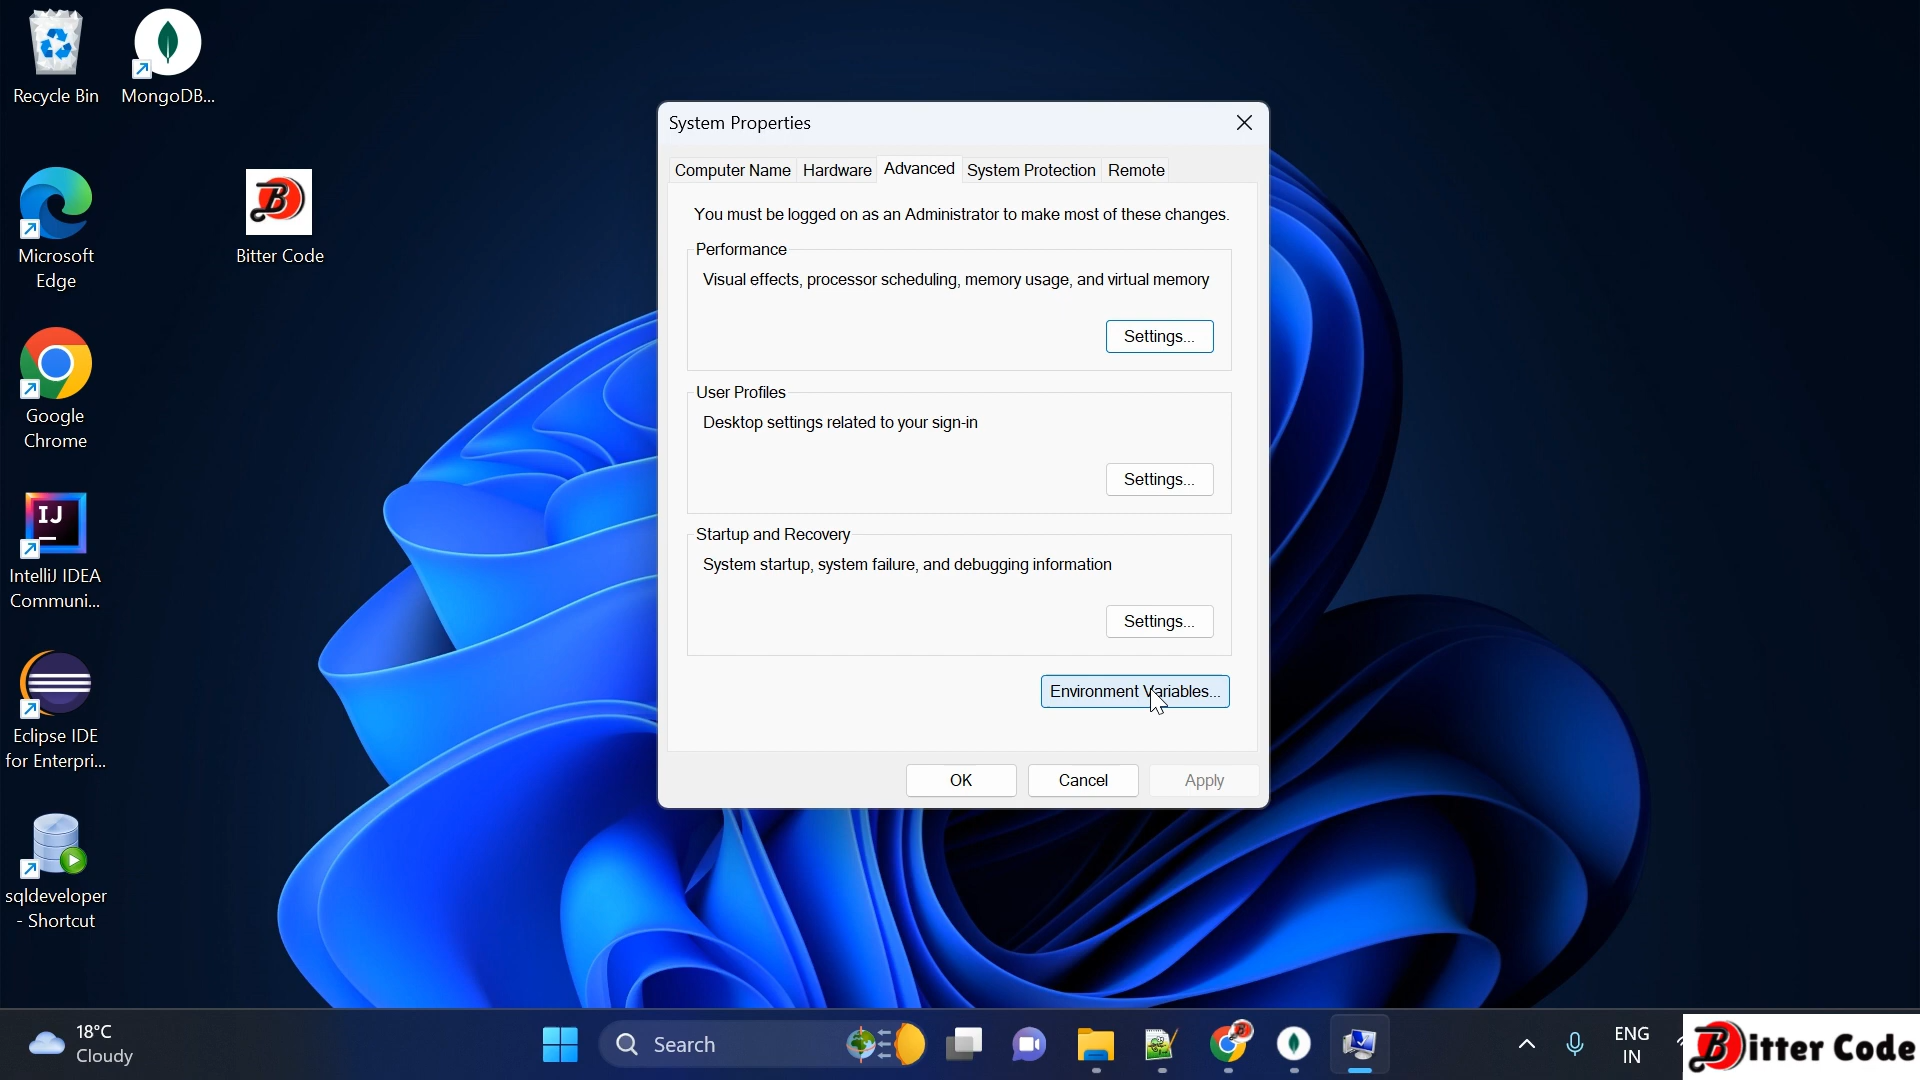 Recycle Bin
MongoDB...
Microsoft
Edge
Bitter Code
Google
Chrome
IJ
IntelliJ IDEA
Communi...
Eclipse IDE
for Enterpri...
sqldeveloper
- Shortcut
System Properties
Computer Name
Hardware
Advanced
System Protection
Remote
You must be logged on as an Administrator to make most of these changes.
Performance
Visual effects, processor scheduling, memory usage, and virtual memory
Settings...
User Profiles
Desktop settings related to your sign-in
Settings...
Startup and Recovery
System startup, system failure, and debugging information
Settings...
Environment Variables...
OK
Cancel
Apply
18°C
Cloudy
Search
ENG
IN
Bitter Code